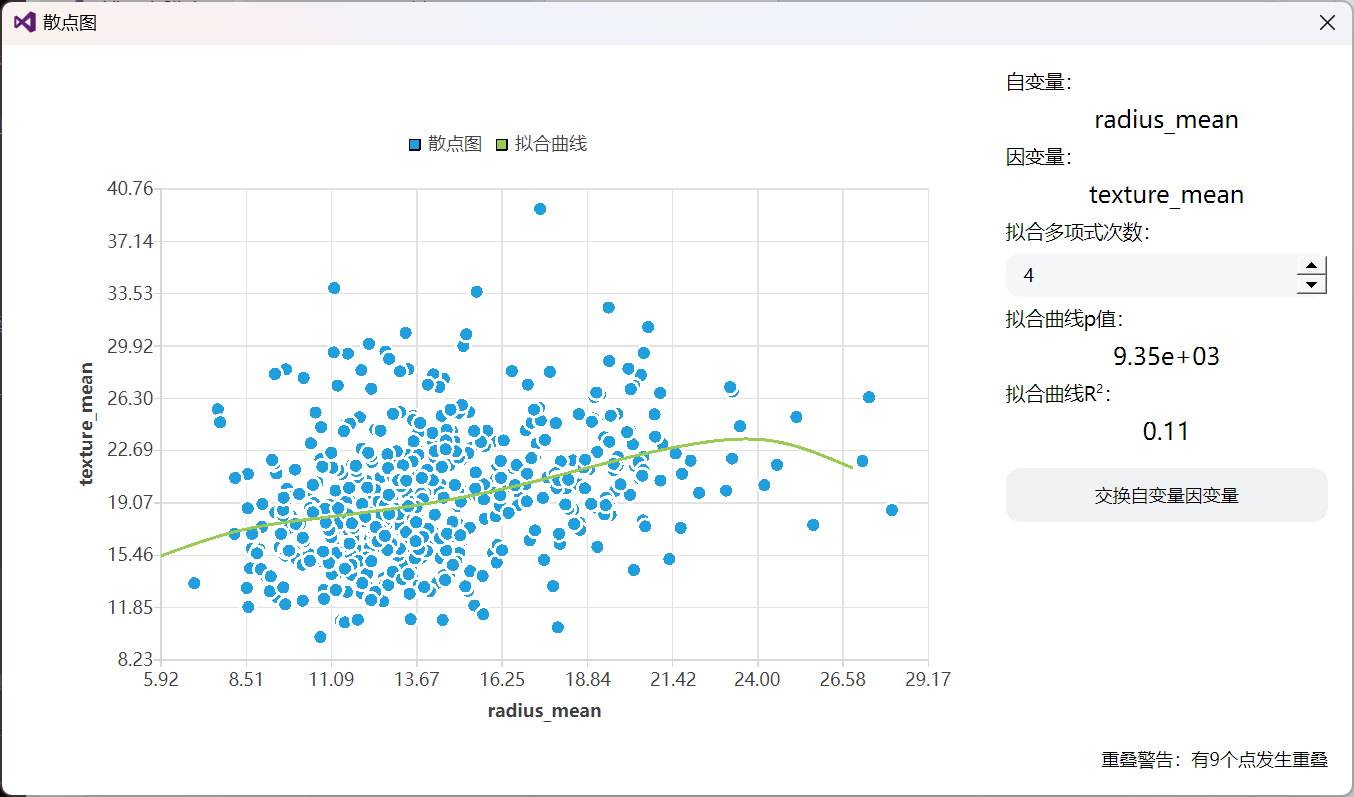 散点图
散点图 拟合曲线
40.76
37.14
33.53
29.92
26.30
22.69
19.07
15.46
11.85
8.23
texture_mean
5.92 8.51 11.09 13.67 16.25 18.84 21.42 24.00 26.58 29.17
radius_mean
自变量：
radius_mean
因变量：
texture_mean
拟合多项式次数：
4
拟合曲线p值：
9.35e+03
拟合曲线R²：
0.11
交换自变量因变量
重叠警告：有9个点发生重叠